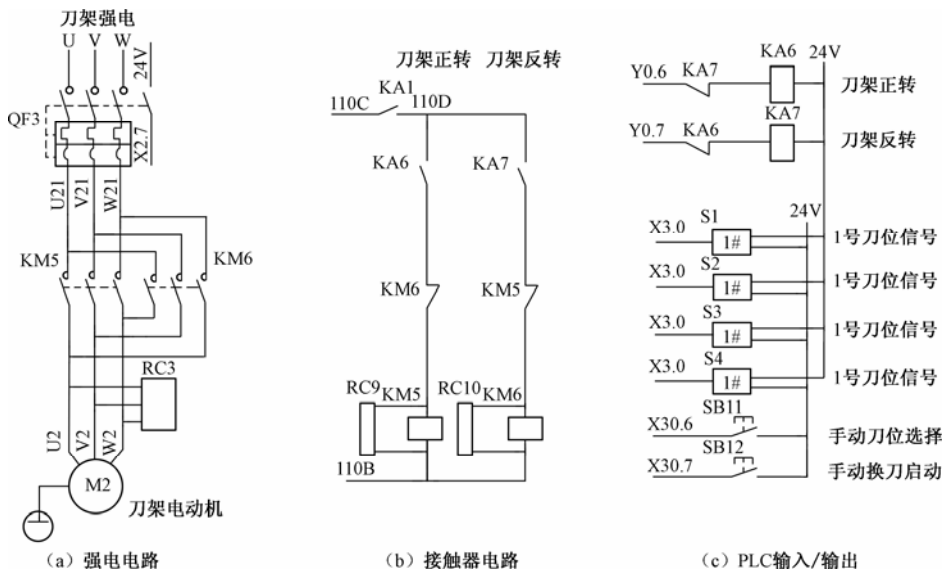 刀架强电
U V W
24V
QF3
X2.7
U21
V21
W21
KM5
KM6
RC3
U2
V2
W2
M2
刀架电动机
(a) 强电电路
刀架正转 刀架反转
110C
KA1
110D
KA6
KA7
KM6
KM5
RC9
KM5
RC10
KM6
110B
(b) 接触器电路
KA6
24V
Y0.6 KA7
刀架正转
KA7
Y0.7 KA6
刀架反转
24V
S1
X3.0
1#
1号刀位信号
S2
X3.0
1#
1号刀位信号
S3
X3.0
1#
1号刀位信号
S4
X3.0
1#
1号刀位信号
SB11
X30.6
手动刀位选择
SB12
X30.7
手动换刀启动
(c) PLC输入/输出